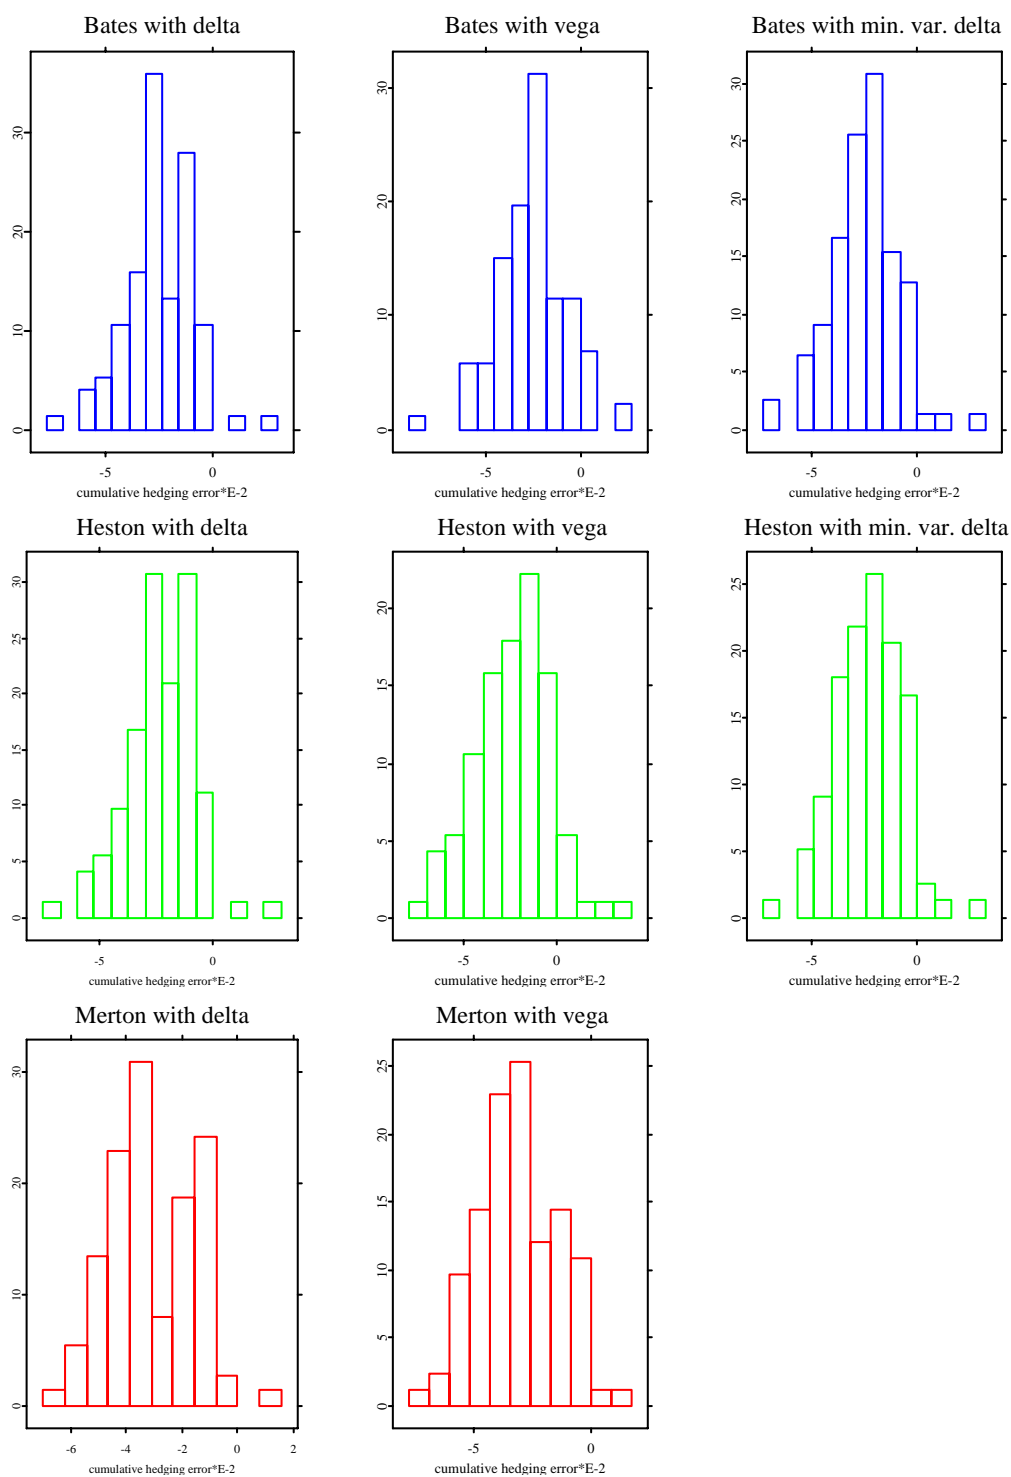 Bates with delta
Bates with vega
Bates with min. var. delta
30
20
10
0
-5 0
cumulative hedging error*E-2
30
20
10
0
-5 0
cumulative hedging error*E-2
30
25
20
15
10
5
0
-5 0
cumulative hedging error*E-2
Heston with delta
Heston with vega
Heston with min. var. delta
30
25
20
15
10
5
0
-5 0
cumulative hedging error*E-2
20
15
10
5
0
-5 0
cumulative hedging error*E-2
25
20
15
10
5
0
-5 0
cumulative hedging error*E-2
Merton with delta
Merton with vega
30
20
10
0
-6 -4 -2 0 2
cumulative hedging error*E-2
25
20
15
10
5
0
-5 0
cumulative hedging error*E-2